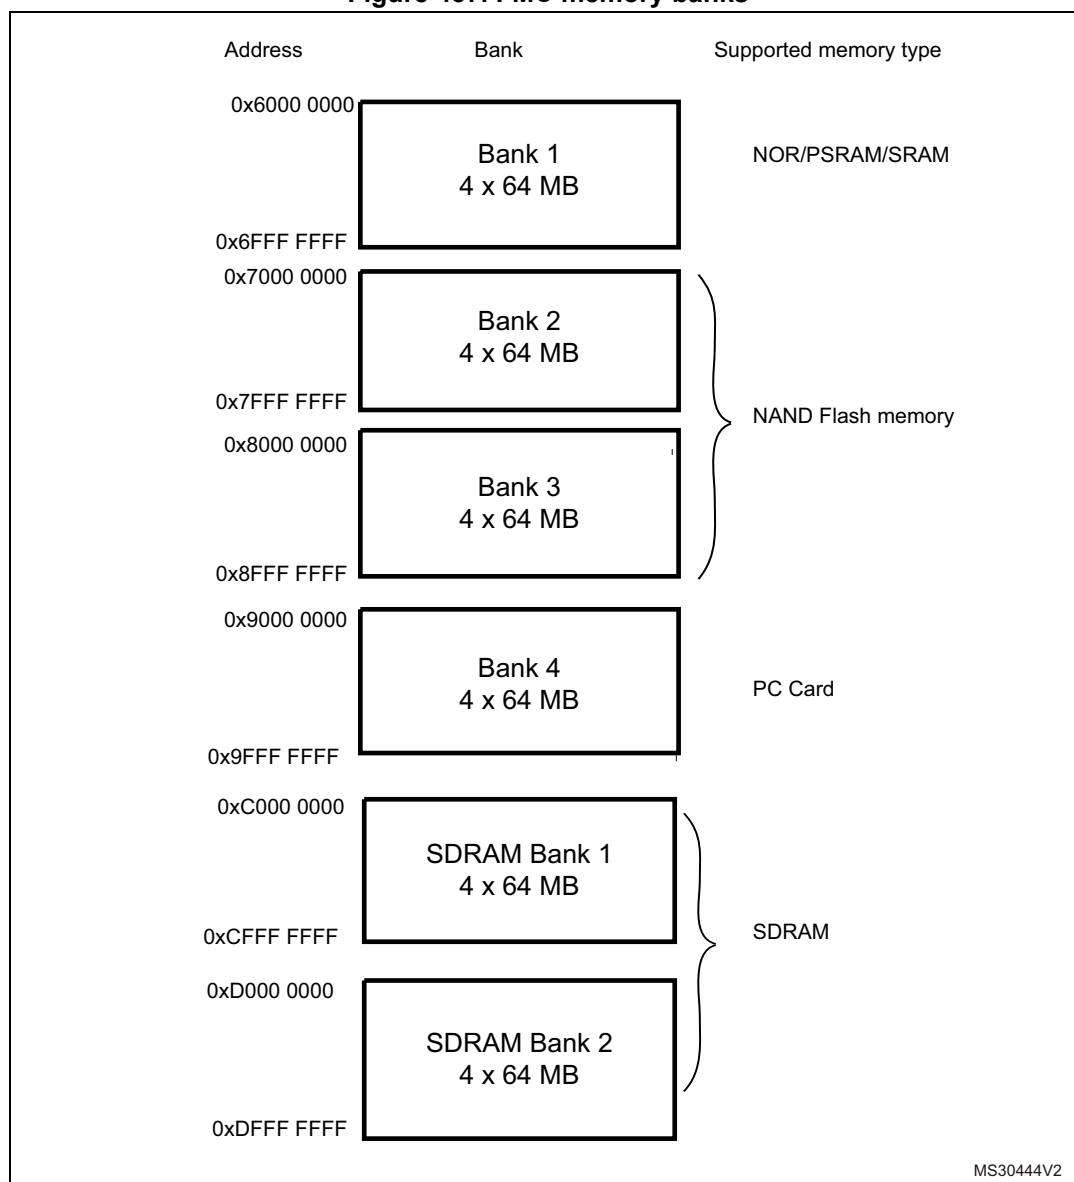 Address Bank Supported memory type
0x6000 0000
Bank 1
4 x 64 MB
NOR/PSRAM/SRAM
0x6FFF FFFF
0x7000 0000
Bank 2
4 x 64 MB
0x7FFF FFFF
NAND Flash memory
0x8000 0000
Bank 3
4 x 64 MB
0x8FFF FFFF
0x9000 0000
Bank 4
4 x 64 MB
PC Card
0x9FFF FFFF
0xC000 0000
SDRAM Bank 1
4 x 64 MB
0xCFFF FFFF
SDRAM
0xD000 0000
SDRAM Bank 2
4 x 64 MB
0xDFFF FFFF
MS30444V2